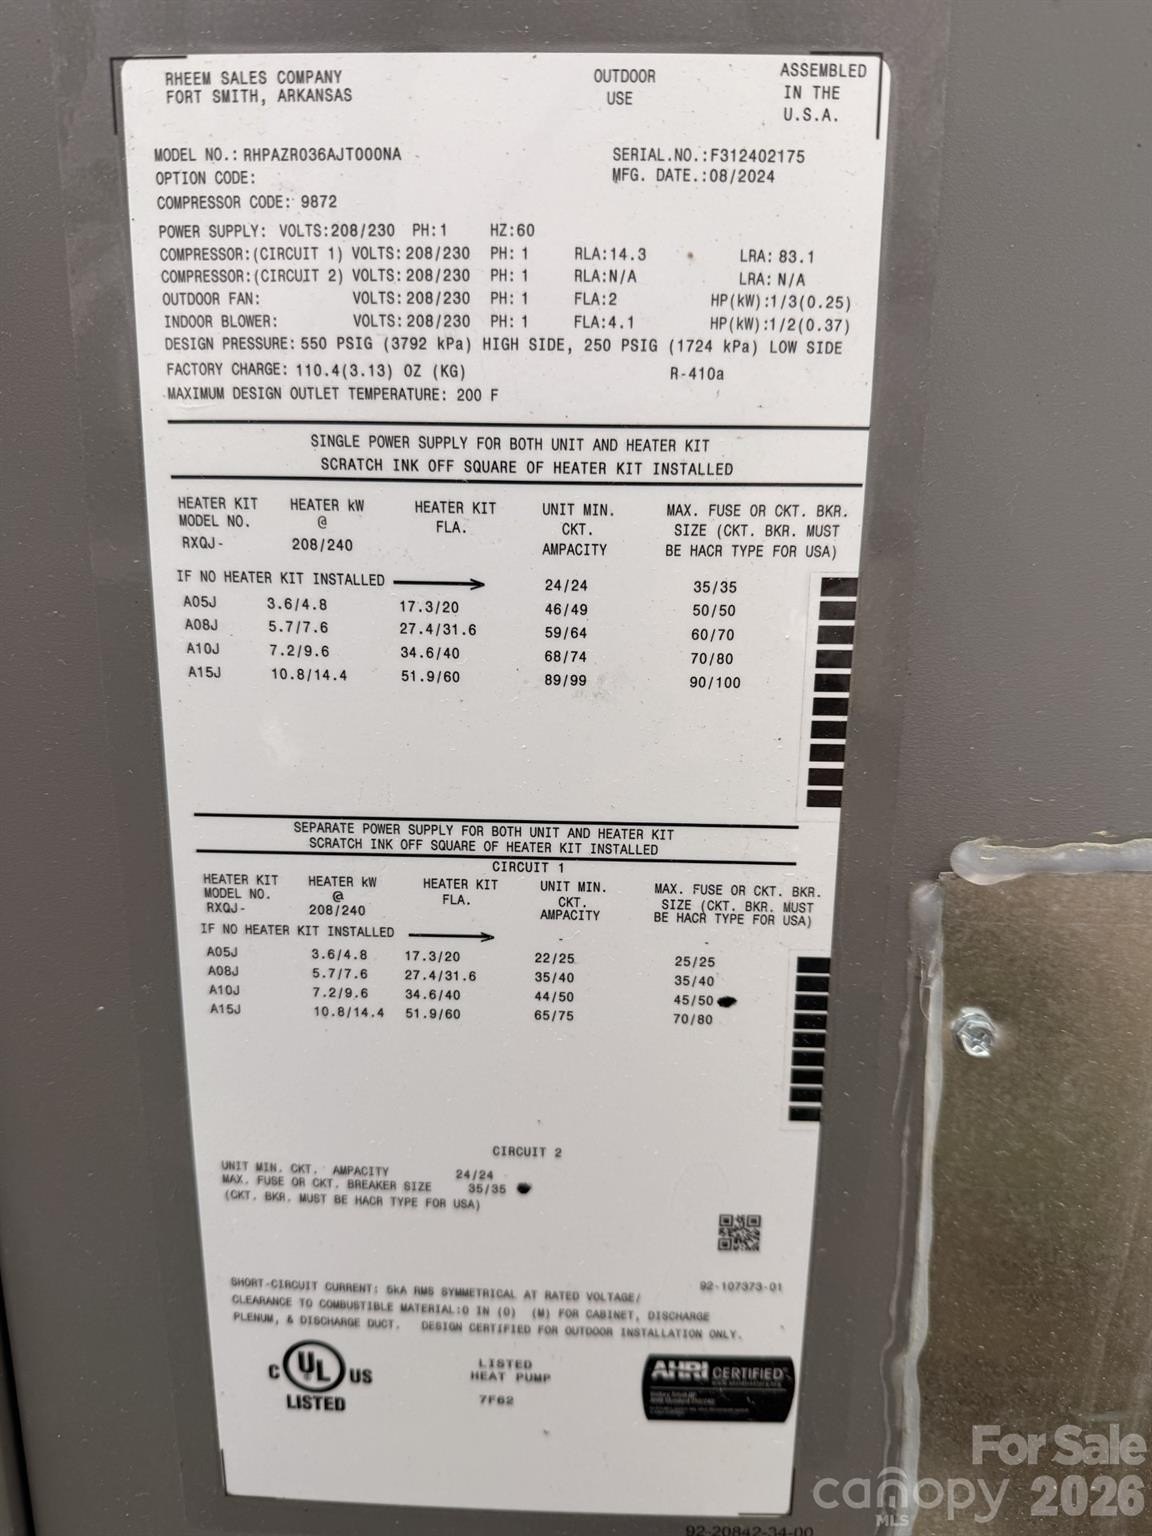 RHEEM SALES COMPANY
FORT SMITH, ARKANSAS
OUTDOOR
USE
ASSEMBLED
IN THE
U.S.A.
MODEL NO.: RHPAZR036AJT000NA
SERIAL.NO.:F312402175
OPTION CODE:
MFG. DATE.:08/2024
COMPRESSOR CODE: 9872
POWER SUPPLY: VOLTS:208/230 PH:1 HZ:60
COMPRESSOR:(CIRCUIT 1) VOLTS:208/230 PH: 1 RLA:14.3 LRA: 83.1
COMPRESSOR:(CIRCUIT 2) VOLTS:208/230 PH: 1 RLA:N/A LRA: N/A
OUTDOOR FAN: VOLTS:208/230 PH: 1 FLA:2 HP(kW):1/3(0.25)
INDOOR BLOWER: VOLTS:208/230 PH: 1 FLA:4.1 HP(kW):1/2(0.37)
DESIGN PRESSURE: 550 PSIG (3792 kPa) HIGH SIDE, 250 PSIG (1724 kPa) LOW SIDE
FACTORY CHARGE: 110.4(3.13) OZ (KG) R-410a
MAXIMUM DESIGN OUTLET TEMPERATURE: 200 F
SINGLE POWER SUPPLY FOR BOTH UNIT AND HEATER KIT
SCRATCH INK OFF SQUARE OF HEATER KIT INSTALLED
HEATER KIT HEATER kW HEATER KIT UNIT MIN. MAX. FUSE OR CKT. BKR.
MODEL NO. @ FLA. CKT. SIZE (CKT. BKR. MUST
RXQJ- 208/240 AMPACITY BE HACR TYPE FOR USA)
IF NO HEATER KIT INSTALLED 24/24 35/35
A05J 3.6/4.8 17.3/20 46/49 50/50
A08J 5.7/7.6 27.4/31.6 59/64 60/70
A10J 7.2/9.6 34.6/40 68/74 70/80
A15J 10.8/14.4 51.9/60 89/99 90/100
SEPARATE POWER SUPPLY FOR BOTH UNIT AND HEATER KIT
SCRATCH INK OFF SQUARE OF HEATER KIT INSTALLED
CIRCUIT 1
HEATER KIT HEATER kW HEATER KIT UNIT MIN. MAX. FUSE OR CKT. BKR.
MODEL NO. @ FLA. CKT. SIZE (CKT. BKR. MUST
RXQJ- 208/240 AMPACITY BE HACR TYPE FOR USA)
IF NO HEATER KIT INSTALLED - -
A05J 3.6/4.8 17.3/20 22/25 25/25
A08J 5.7/7.6 27.4/31.6 35/40 35/40
A10J 7.2/9.6 34.6/40 44/50 45/50
A15J 10.8/14.4 51.9/60 65/75 70/80
CIRCUIT 2
UNIT MIN. CKT. AMPACITY 24/24
MAX. FUSE OR CKT. BREAKER SIZE 35/35
(CKT. BKR. MUST BE HACR TYPE FOR USA)
92-107373-01
SHORT-CIRCUIT CURRENT: 5kA RMS SYMMETRICAL AT RATED VOLTAGE/
CLEARANCE TO COMBUSTIBLE MATERIAL:0 IN (0) (M) FOR CABINET, DISCHARGE
PLENUM, & DISCHARGE DUCT. DESIGN CERTIFIED FOR OUTDOOR INSTALLATION ONLY.
C UL US
LISTED
LISTED
HEAT PUMP
7F62
AHRI CERTIFIED
92-20842-34-00
For Sale
canopy 2026
MLS